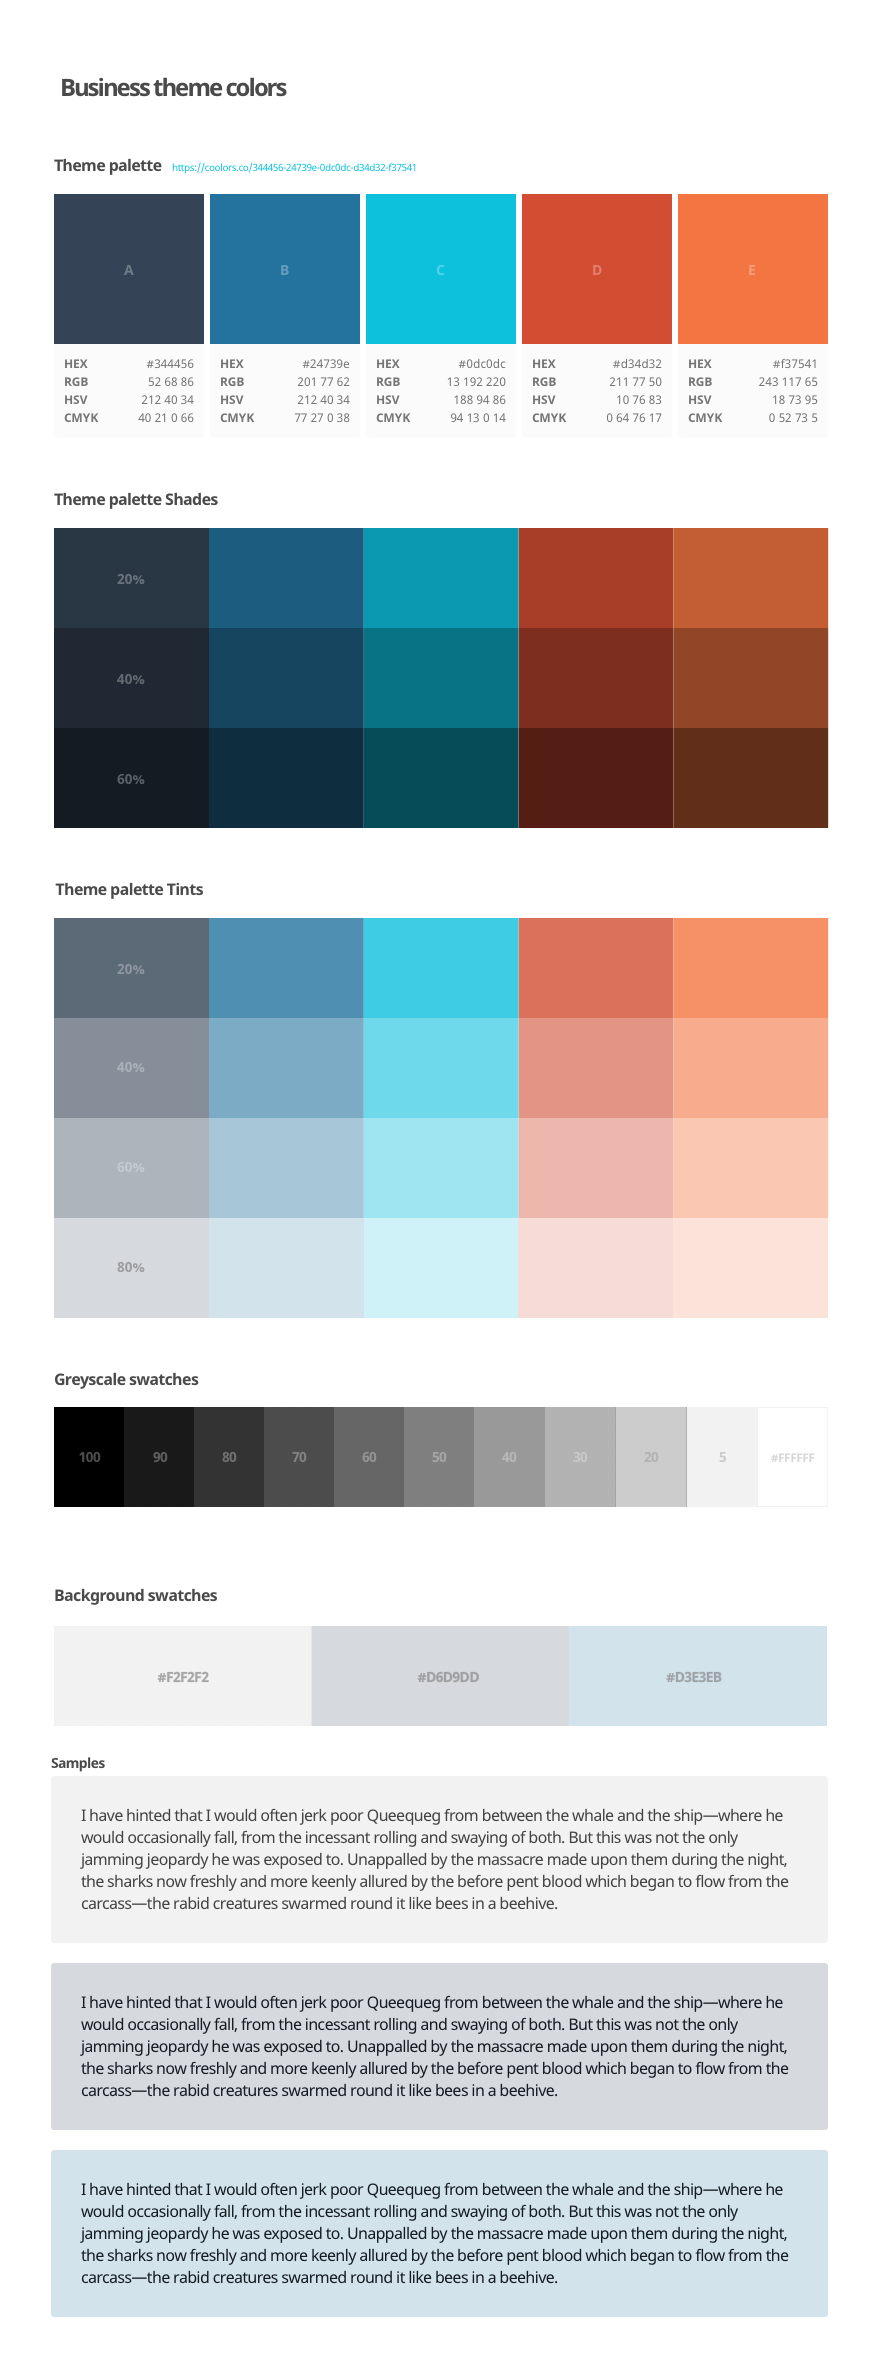 Business theme colors
Theme palette https://coolors.co/344456-24739e-0dc0dc-d34d32-f37541
A B C D E
HEX #344456 HEX #24739e HEX #0dc0dc HEX #d34d32 HEX #f37541
RGB 52 68 86 RGB 201 77 62 RGB 13 192 220 RGB 211 77 50 RGB 243 117 65
HSV 212 40 34 HSV 212 40 34 HSV 188 94 86 HSV 10 76 83 HSV 18 73 95
CMYK 40 21 0 66 CMYK 77 27 0 38 CMYK 94 13 0 14 CMYK 0 64 76 17 CMYK 0 52 73 5
Theme palette Shades
20%
40%
60%
Theme palette Tints
20%
40%
60%
80%
Greyscale swatches
100 90 80 70 60 50 40 30 20 5 #FFFFFF
Background swatches
#F2F2F2 #D6D9DD #D3E3EB
Samples
I have hinted that I would often jerk poor Queequeg from between the whale and the ship—where he
would occasionally fall, from the incessant rolling and swaying of both. But this was not the only
jamming jeopardy he was exposed to. Unappalled by the massacre made upon them during the night,
the sharks now freshly and more keenly allured by the before pent blood which began to flow from the
carcass—the rabid creatures swarmed round it like bees in a beehive.
I have hinted that I would often jerk poor Queequeg from between the whale and the ship—where he
would occasionally fall, from the incessant rolling and swaying of both. But this was not the only
jamming jeopardy he was exposed to. Unappalled by the massacre made upon them during the night,
the sharks now freshly and more keenly allured by the before pent blood which began to flow from the
carcass—the rabid creatures swarmed round it like bees in a beehive.
I have hinted that I would often jerk poor Queequeg from between the whale and the ship—where he
would occasionally fall, from the incessant rolling and swaying of both. But this was not the only
jamming jeopardy he was exposed to. Unappalled by the massacre made upon them during the night,
the sharks now freshly and more keenly allured by the before pent blood which began to flow from the
carcass—the rabid creatures swarmed round it like bees in a beehive.